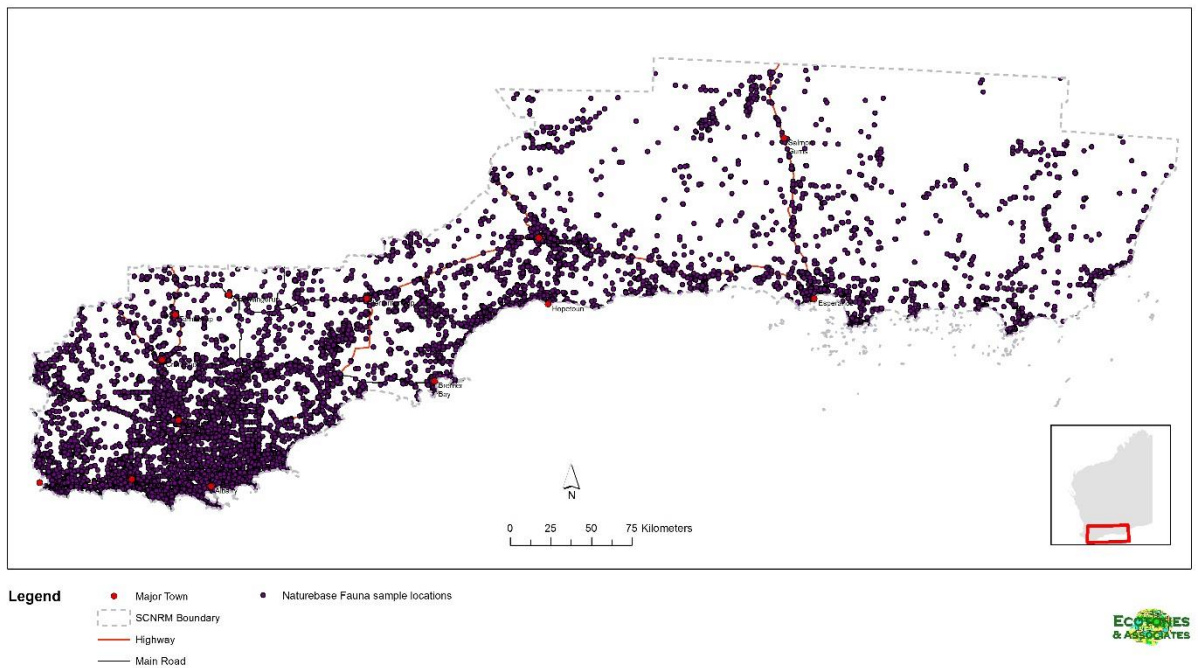 Salmon
Gums
Hopetoun
Esperance
Bremer
Bay
Albany
N
0 25 50 75 Kilometers
Legend
Major Town
Naturebase Fauna sample locations
SCNRM Boundary
Highway
Main Road
ECOTONES
& ASSOCIATES